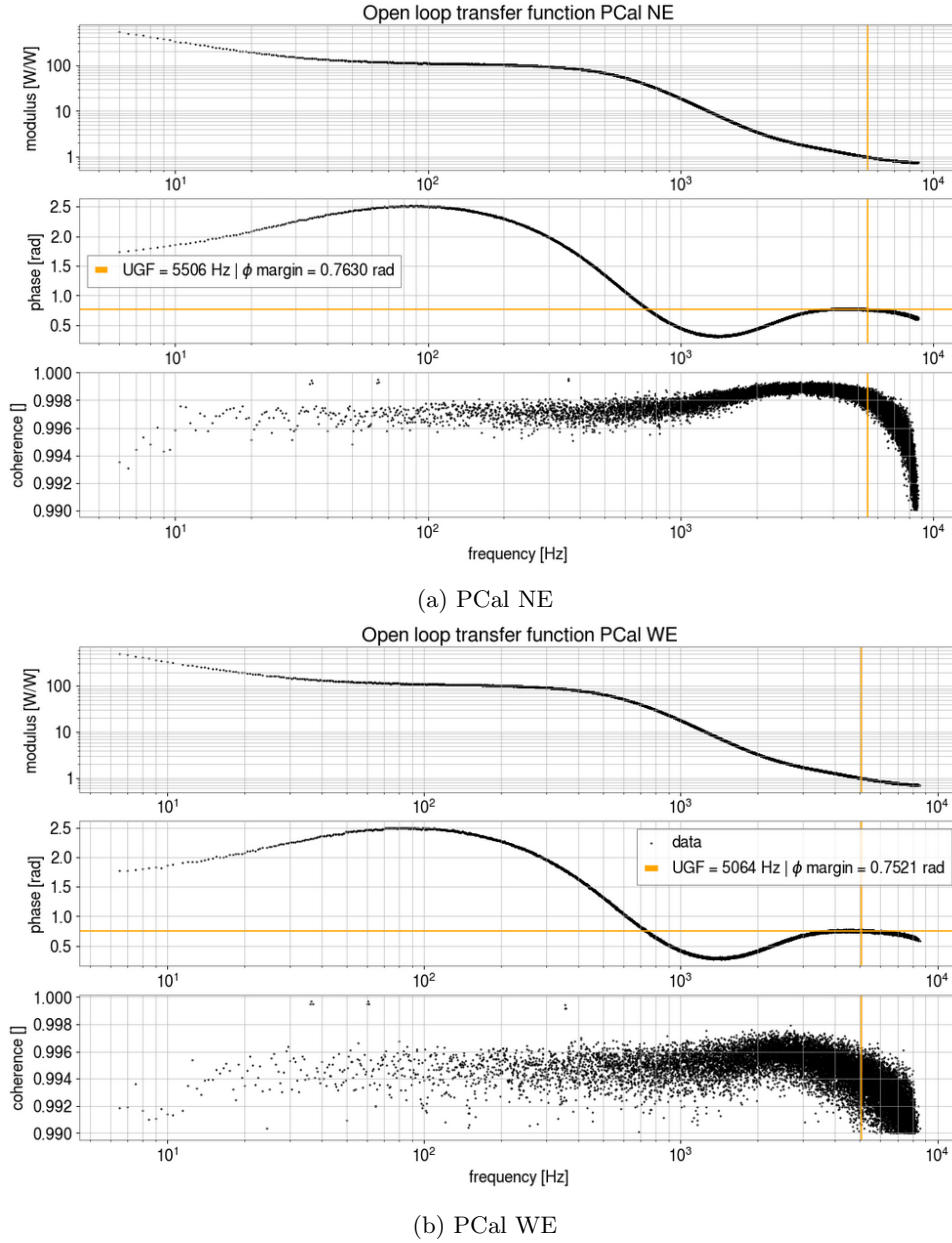 Open loop transfer function PCal NE
modulus [W/W]
100
10
1
10¹ 10² 10³ 10⁴
phase [rad]
2.5
2.0
1.5
1.0
0.5
UGF = 5506 Hz | ϕ margin = 0.7630 rad
10¹ 10² 10³ 10⁴
coherence []
1.000
0.998
0.996
0.994
0.992
0.990
10¹ 10² 10³ 10⁴
frequency [Hz]
(a) PCal NE
Open loop transfer function PCal WE
modulus [W/W]
100
10
1
10¹ 10² 10³ 10⁴
phase [rad]
2.5
2.0
1.5
1.0
0.5
data
UGF = 5064 Hz | ϕ margin = 0.7521 rad
10¹ 10² 10³ 10⁴
coherence []
1.000
0.998
0.996
0.994
0.992
0.990
10¹ 10² 10³ 10⁴
frequency [Hz]
(b) PCal WE